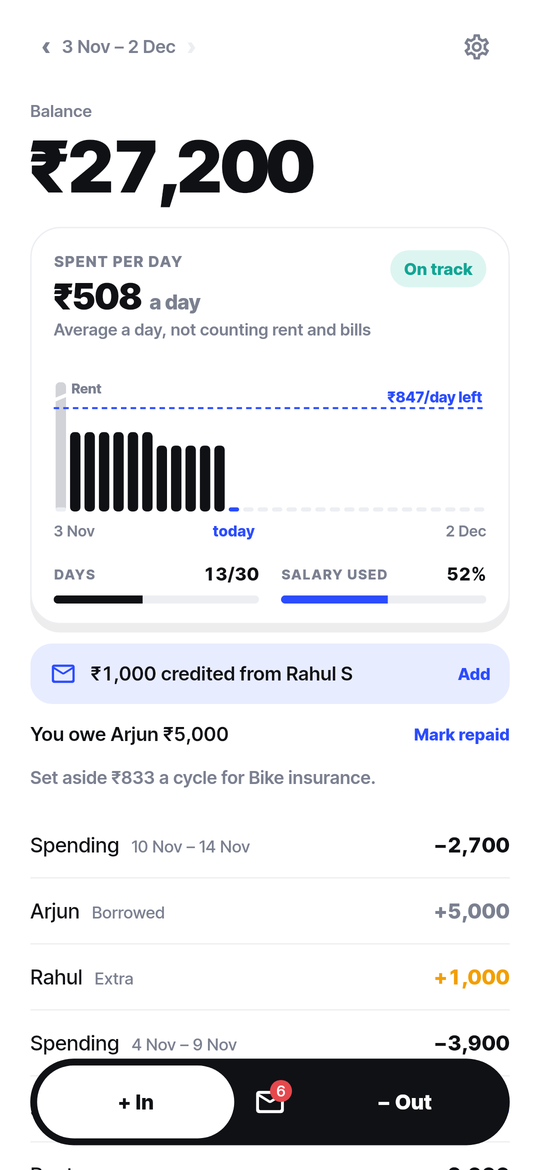 ‹ 3 Nov – 2 Dec ›
Balance
₹27,200
SPENT PER DAY
On track
₹508 a day
Average a day, not counting rent and bills
Rent
₹847/day left
3 Nov today 2 Dec
DAYS 13/30 SALARY USED 52%
₹1,000 credited from Rahul S Add
You owe Arjun ₹5,000 Mark repaid
Set aside ₹833 a cycle for Bike insurance.
Spending 10 Nov – 14 Nov −2,700
Arjun Borrowed +5,000
Rahul Extra +1,000
Spending 4 Nov – 9 Nov −3,900
+ In 6 − Out